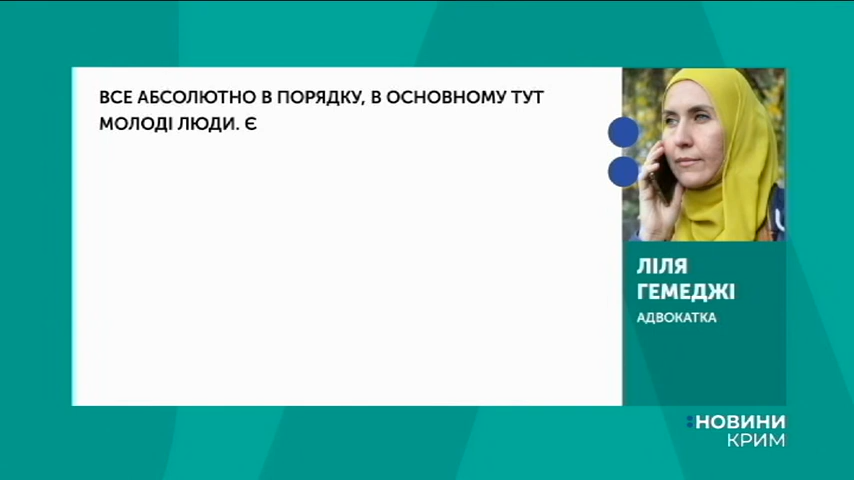 ВСЕ АБСОЛЮТНО В ПОРЯДКУ, В ОСНОВНОМУ ТУТ
МОЛОДІ ЛЮДИ. Є
ЛІЛЯ
ГЕМЕДЖІ
АДВОКАТКА
:НОВИНИ
КРИМ